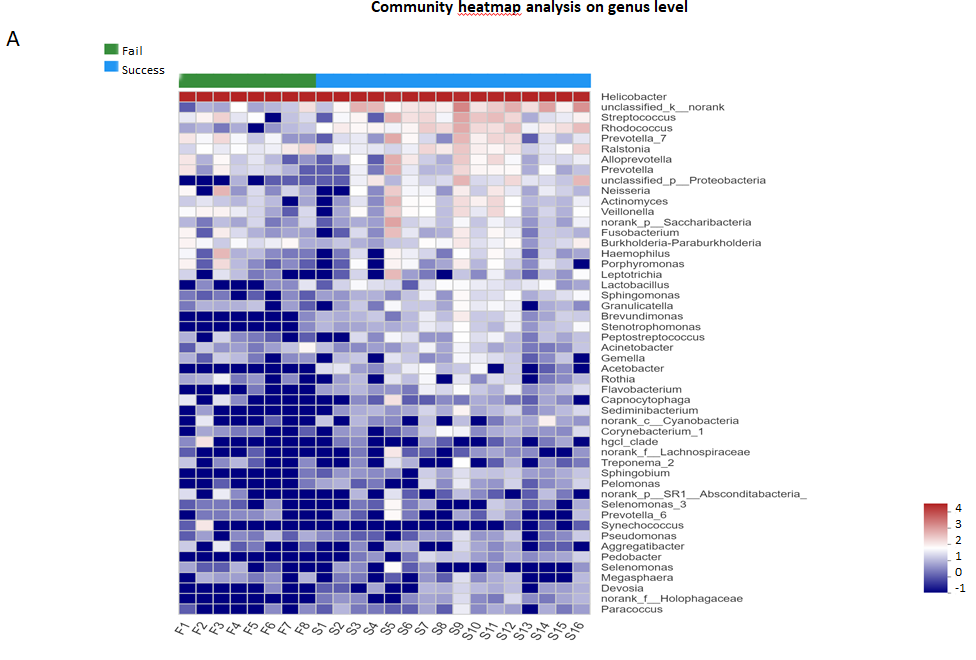 Community heatmap analysis on genus level
A
Fail
Success
Helicobacter
unclassified_k__norank
Streptococcus
Rhodococcus
Prevotella_7
Ralstonia
Alloprevotella
Prevotella
unclassified_p__Proteobacteria
Neisseria
Actinomyces
Veillonella
norank_p__Saccharibacteria
Fusobacterium
Burkholderia-Paraburkholderia
Haemophilus
Porphyromonas
Leptotrichia
Lactobacillus
Sphingomonas
Granulicatella
Brevundimonas
Stenotrophomonas
Peptostreptococcus
Acinetobacter
Gemella
Acetobacter
Rothia
Flavobacterium
Capnocytophaga
Sediminibacterium
norank_c__Cyanobacteria
Corynebacterium_1
hgcI_clade
norank_f__Lachnospiraceae
Treponema_2
Sphingobium
Pelomonas
norank_p__SR1__Absconditabacteria_
Selenomonas_3
Prevotella_6
Synechococcus
Pseudomonas
Aggregatibacter
Pedobacter
Selenomonas
Megasphaera
Devosia
norank_f__Holophagaceae
Paracoccus
4
3
2
1
0
-1
F1 F2 F3 F4 F5 F6 F7 F8 S1 S2 S3 S4 S5 S6 S7 S8 S9 S10 S11 S12 S13 S14 S15 S16